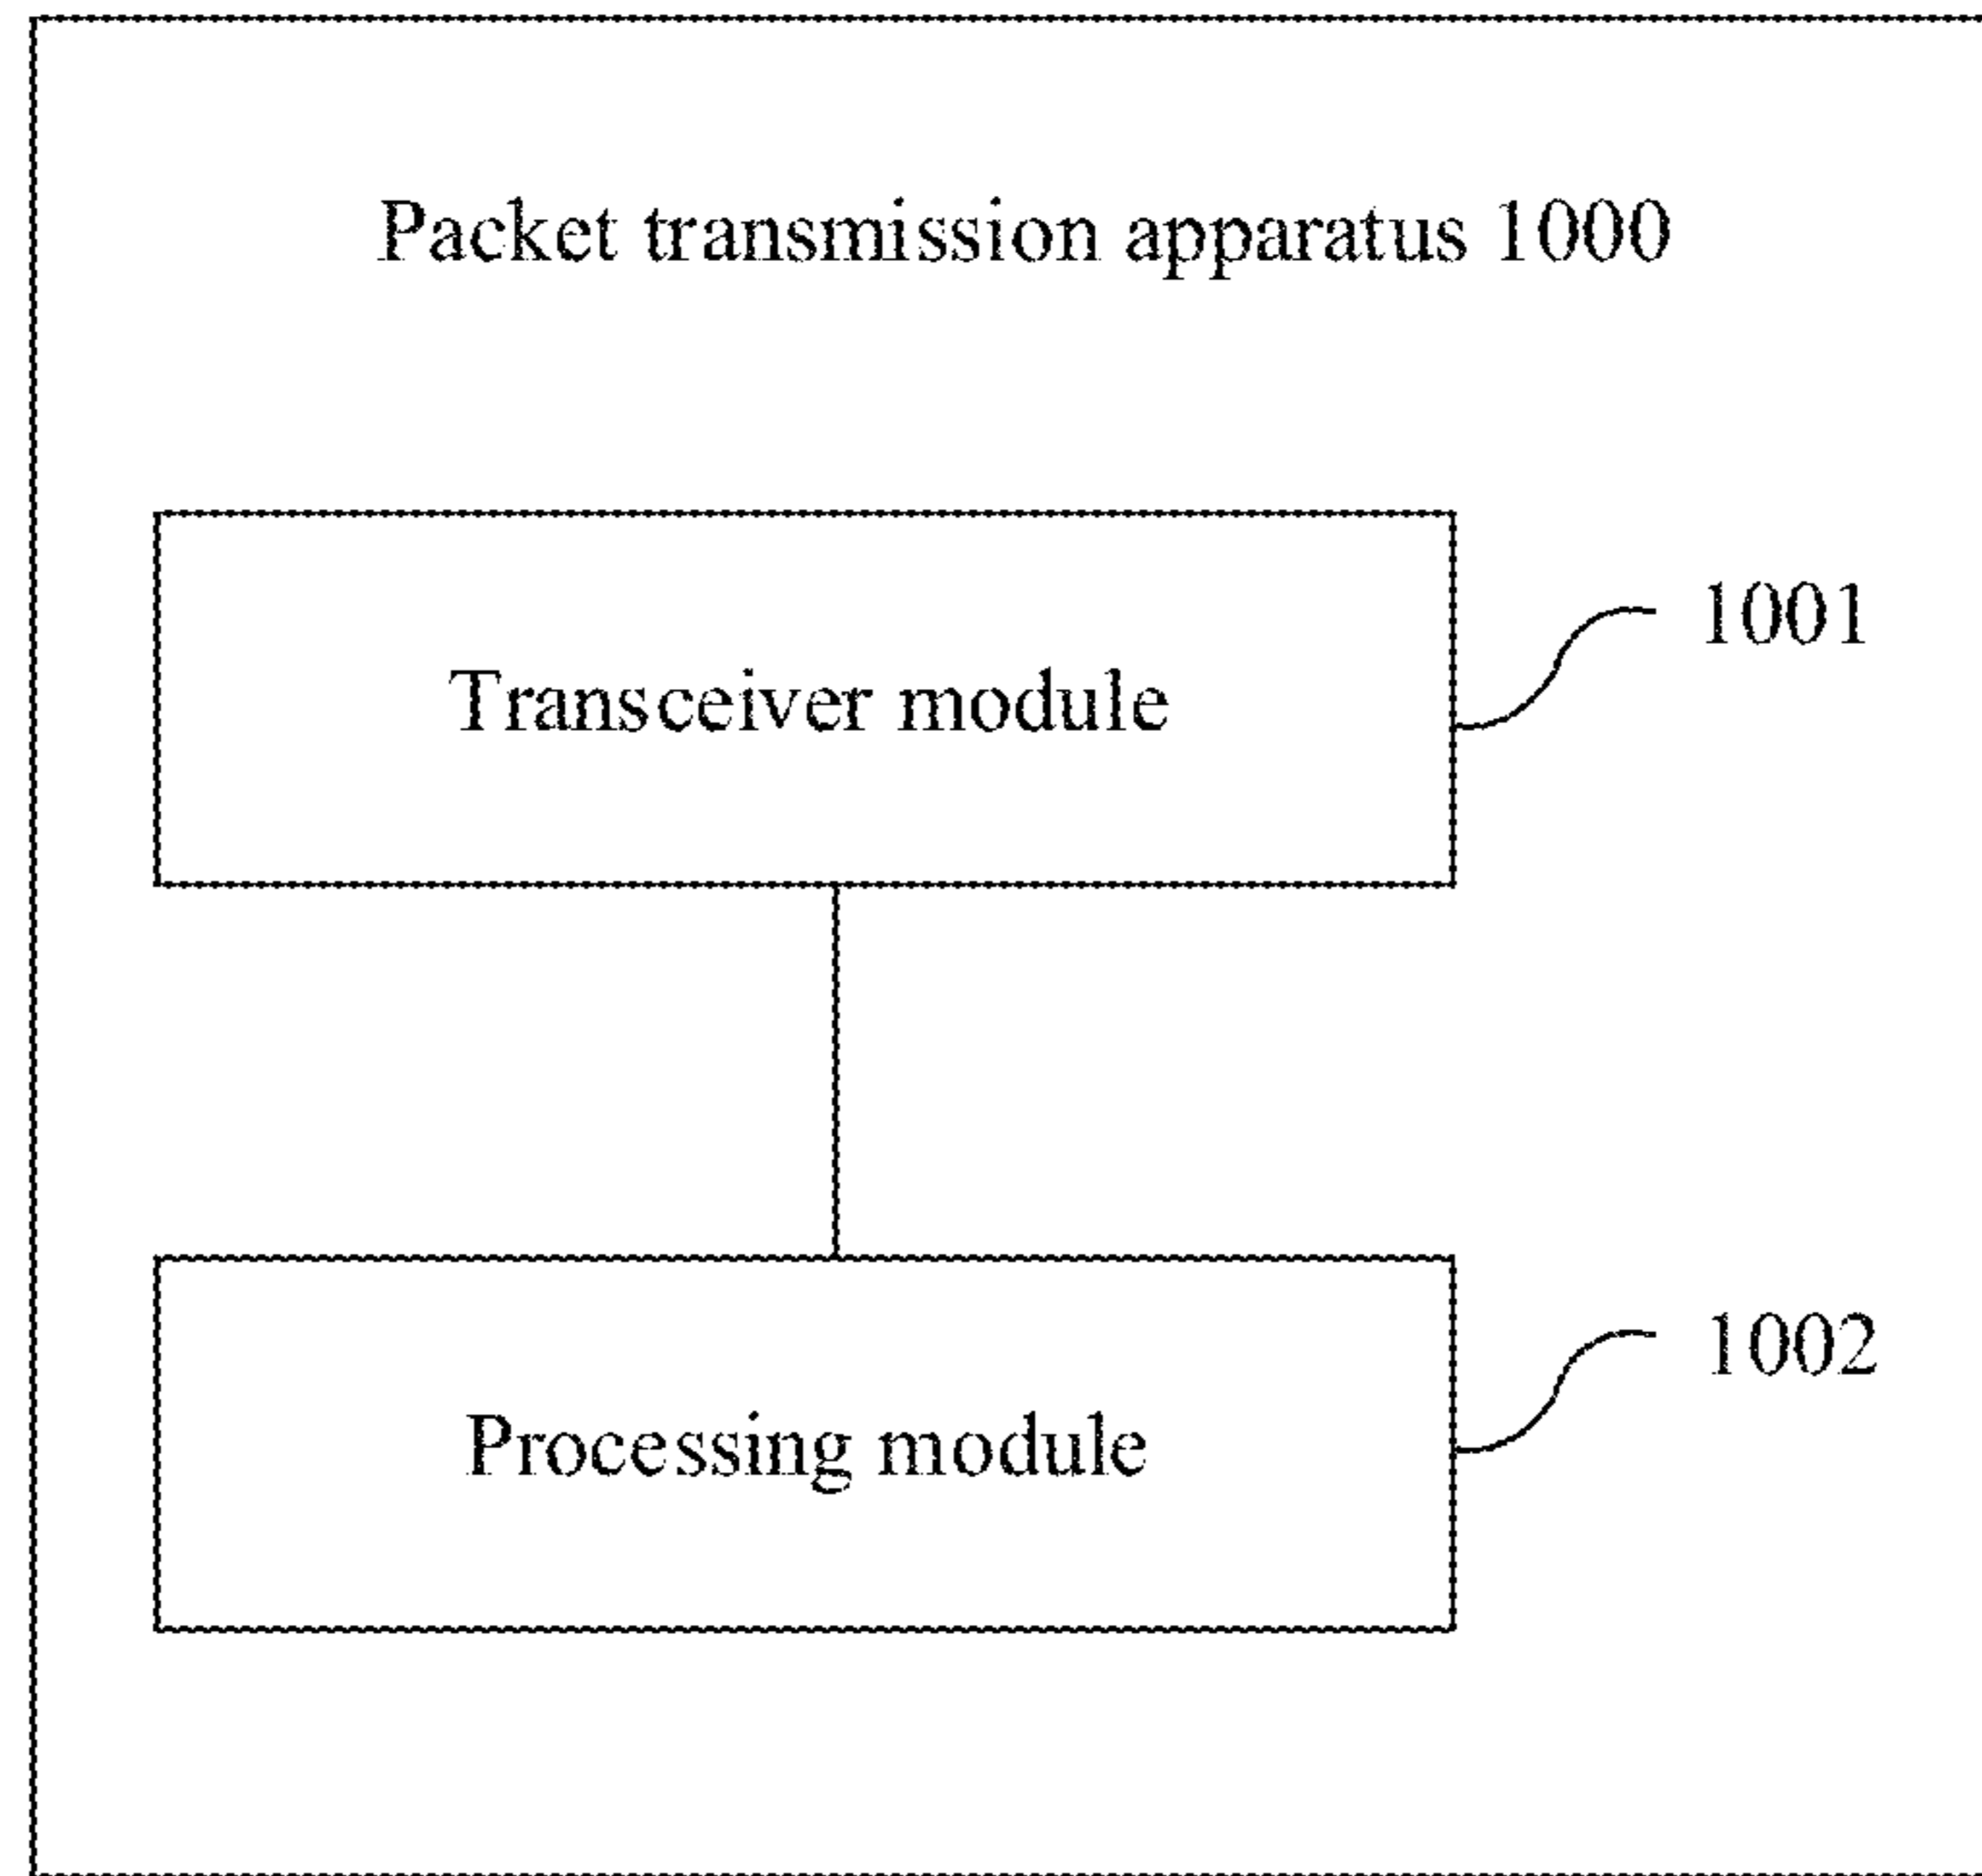 Packet transmission apparatus 1000
Transceiver module
1001
Processing module
1002